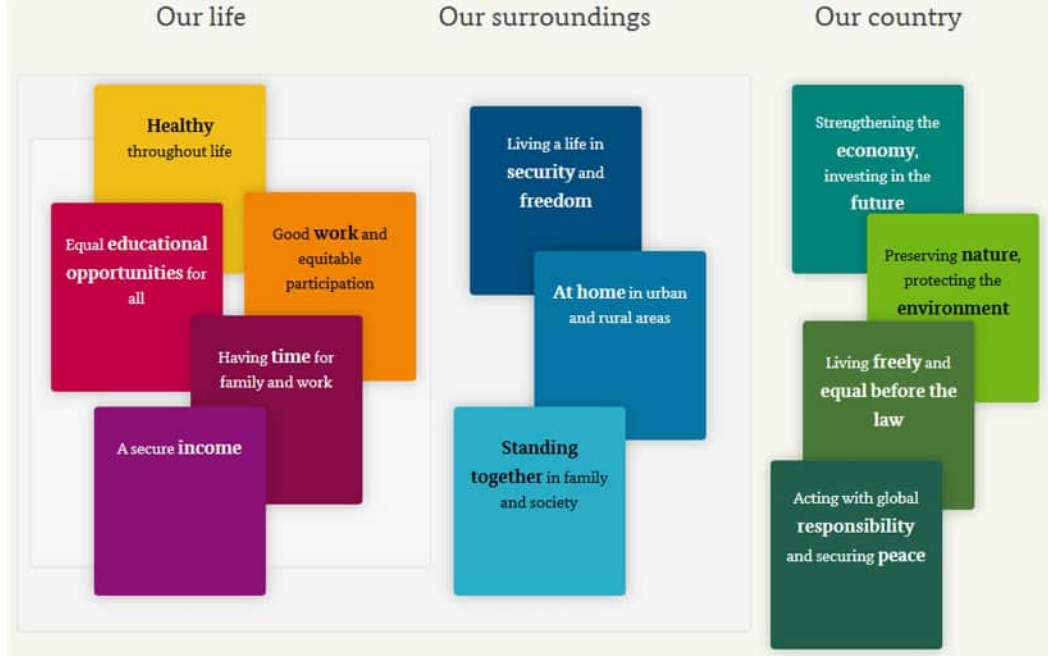 Our life
Healthy
throughout life
Equal educational
opportunities for
all
Good work and
equitable
participation
Having time for
family and work
A secure income
Our surroundings
Living a life in
security and
freedom
At home in urban
and rural areas
Standing
together in family
and society
Our country
Strengthening the
economy,
investing in the
future
Preserving nature,
protecting the
environment
Living freely and
equal before the
law
Acting with global
responsibility
and securing peace